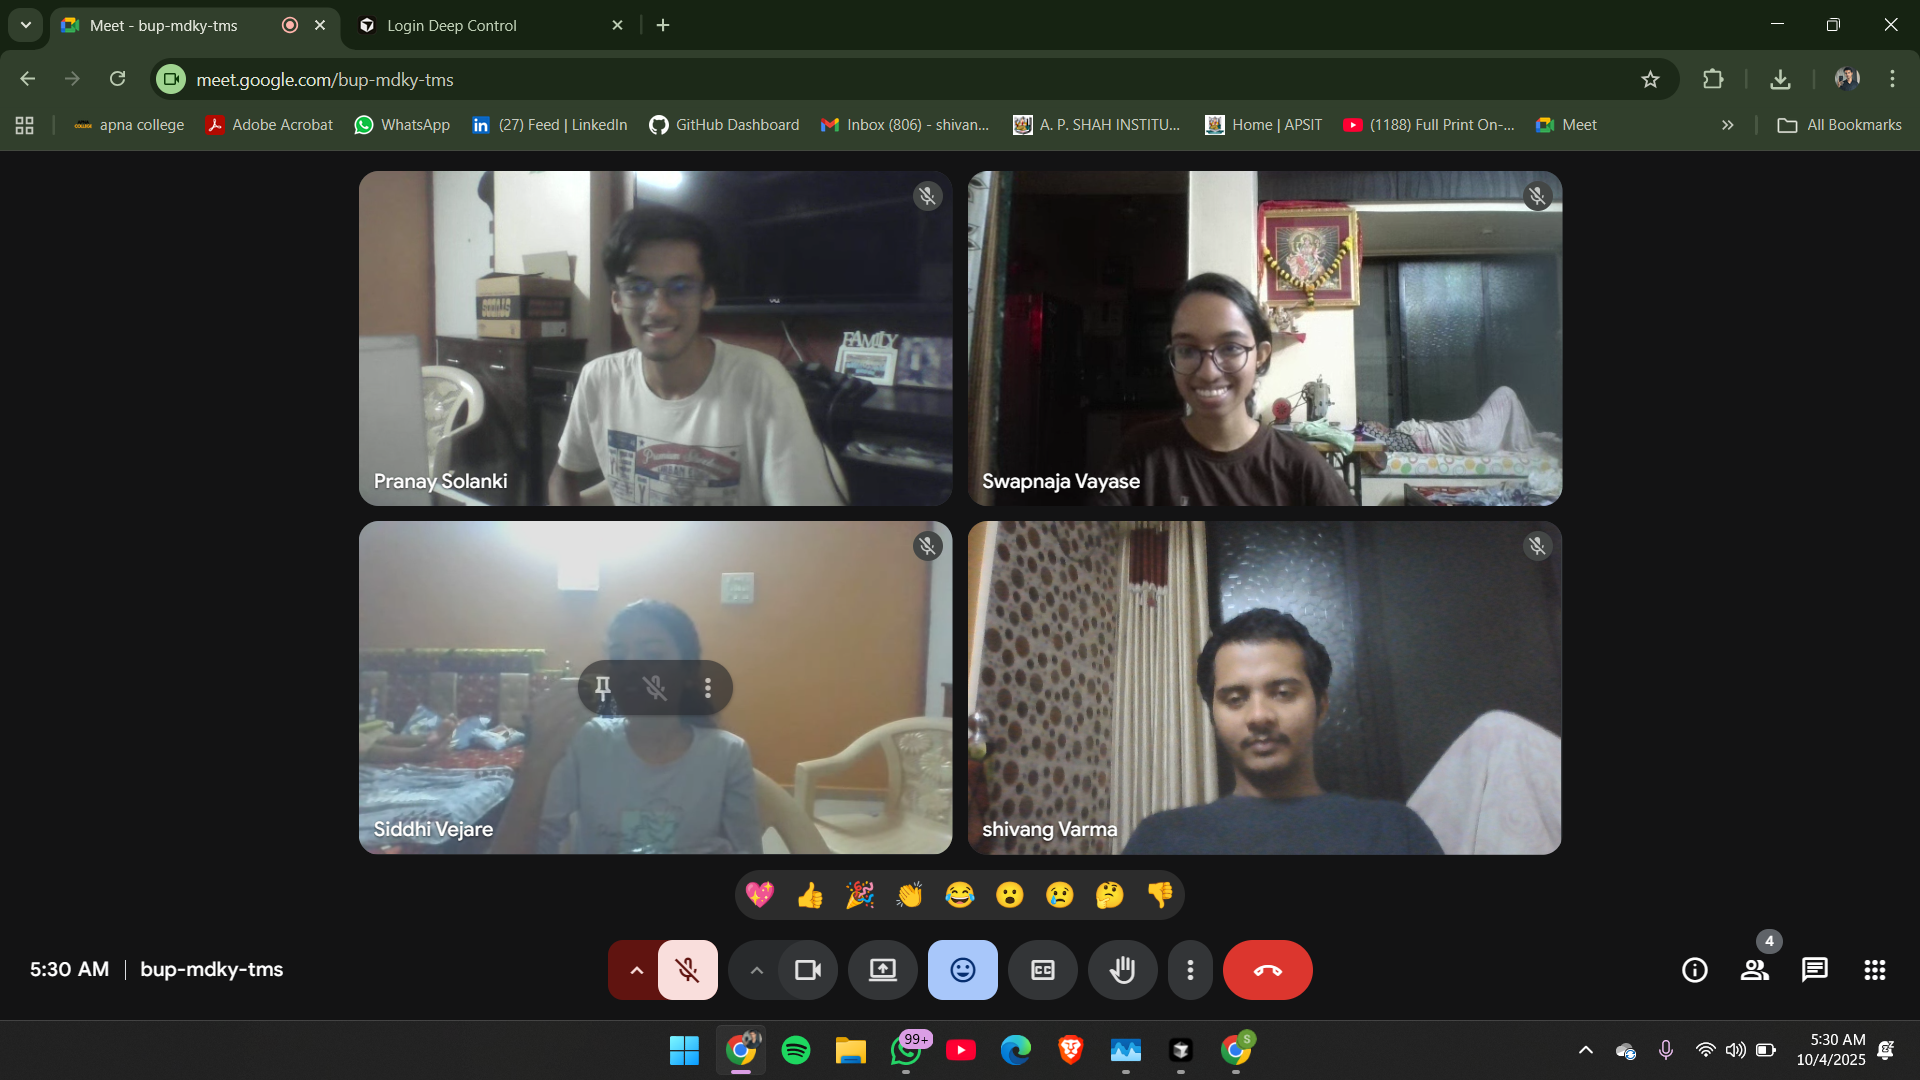 Meet - bup-mdky-tms
Login Deep Control
meet.google.com/bup-mdky-tms
apna college
Adobe Acrobat
WhatsApp
(27) Feed | LinkedIn
GitHub Dashboard
Inbox (806) - shivan...
A. P. SHAH INSTITU...
Home | APSIT
(1188) Full Print On-...
Meet
All Bookmarks
FAMILY
Pranay Solanki
Swapnaja Vayase
Siddhi Vejare
shivang Varma
5:30 AM
bup-mdky-tms
CC
4
99+
S
5:30 AM
10/4/2025